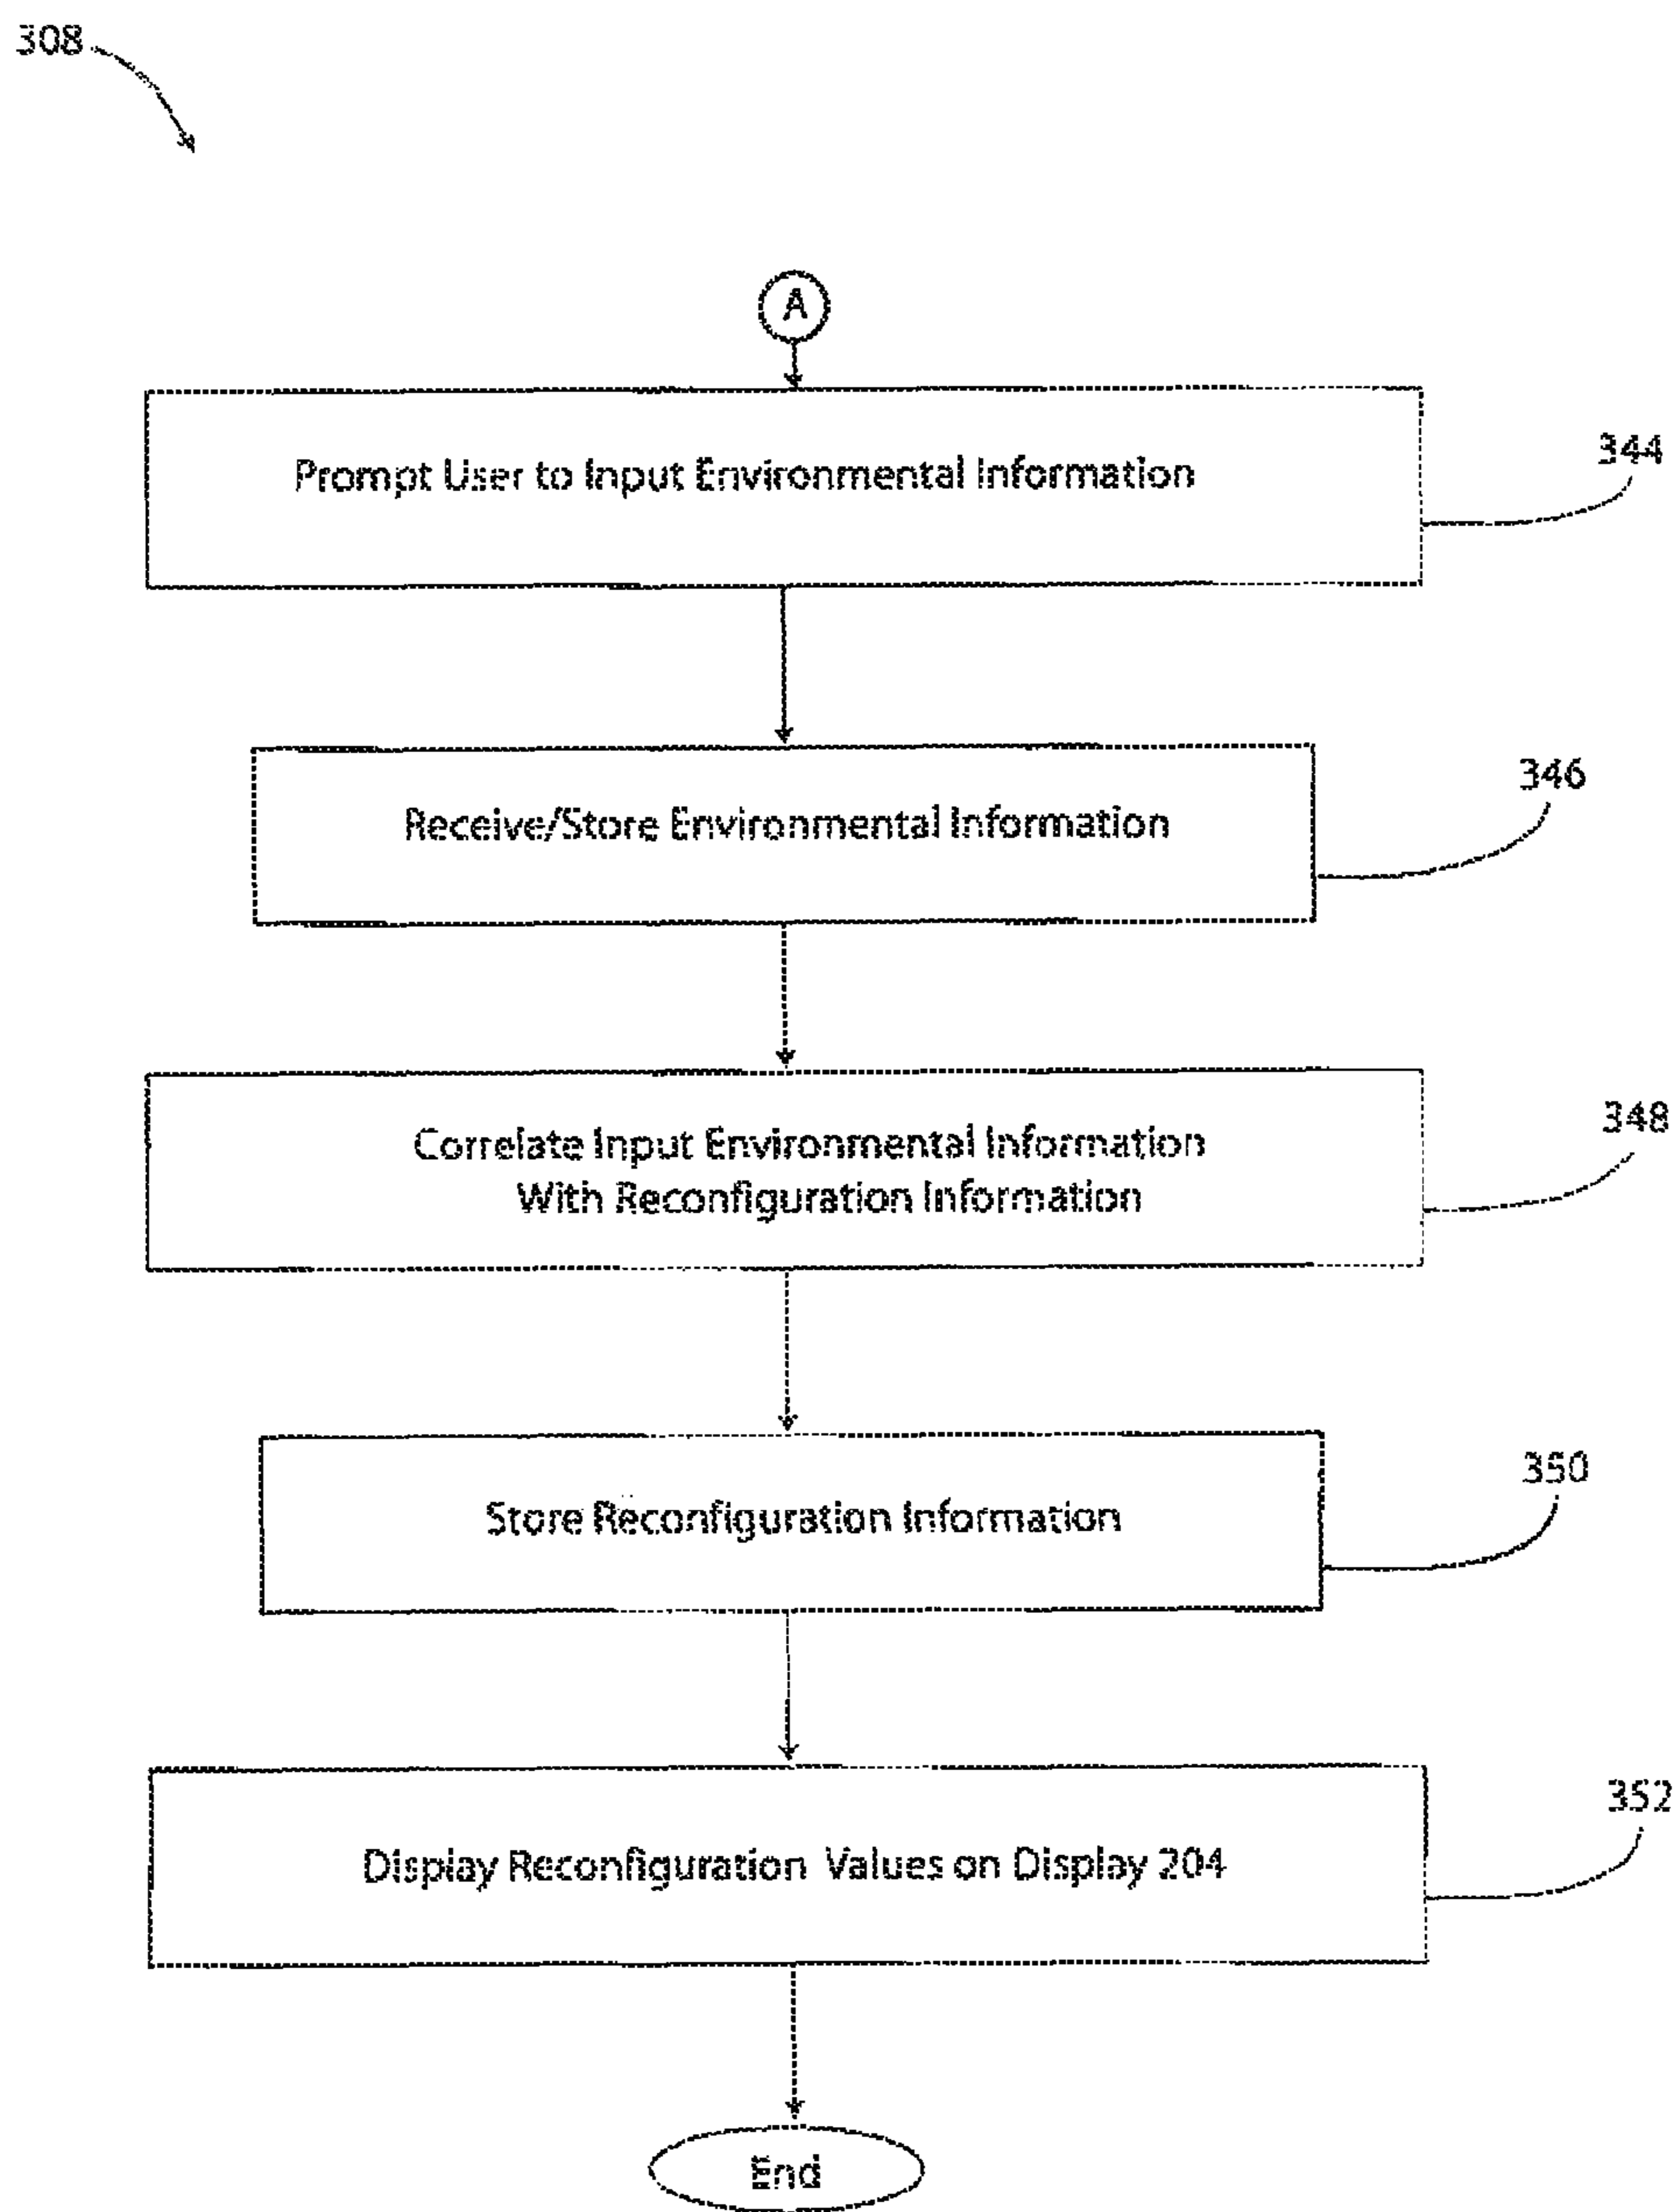 308
A
Prompt User to Input Environmental Information
344
Receive/Store Environmental Information
346
Correlate Input Environmental Information
With Reconfiguration Information
348
Store Reconfiguration Information
350
Display Reconfiguration Values on Display 204
352
End